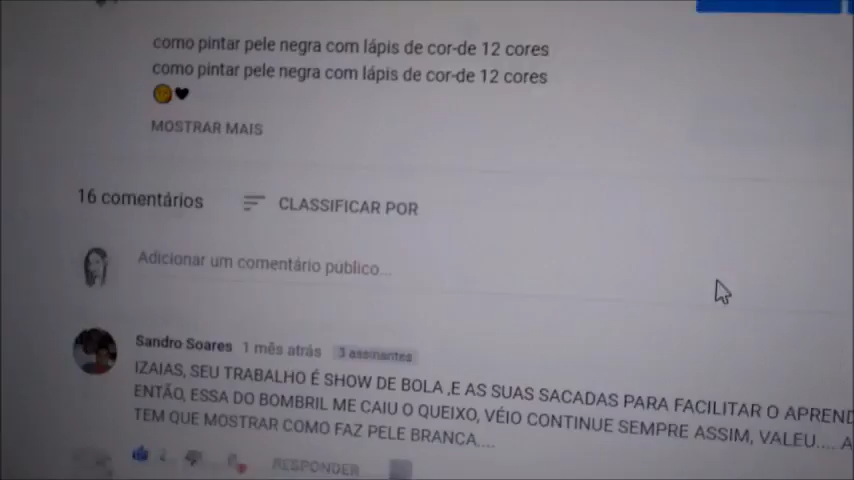 como pintar pele negra com lápis de cor-de 12 cores
como pintar pele negra com lápis de cor-de 12 cores
MOSTRAR MAIS
16 comentários
CLASSIFICAR POR
Adicionar um comentário público...
Sandro Soares 1 mês atrás 3 assinantes
IZAIAS, SEU TRABALHO É SHOW DE BOLA ,E AS SUAS SACADAS PARA FACILITAR O APREND
ENTÃO, ESSA DO BOMBRIL ME CAIU O QUEIXO, VÉIO CONTINUE SEMPRE ASSIM, VALEU.... A
TEM QUE MOSTRAR COMO FAZ PELE BRANCA....
RESPONDER